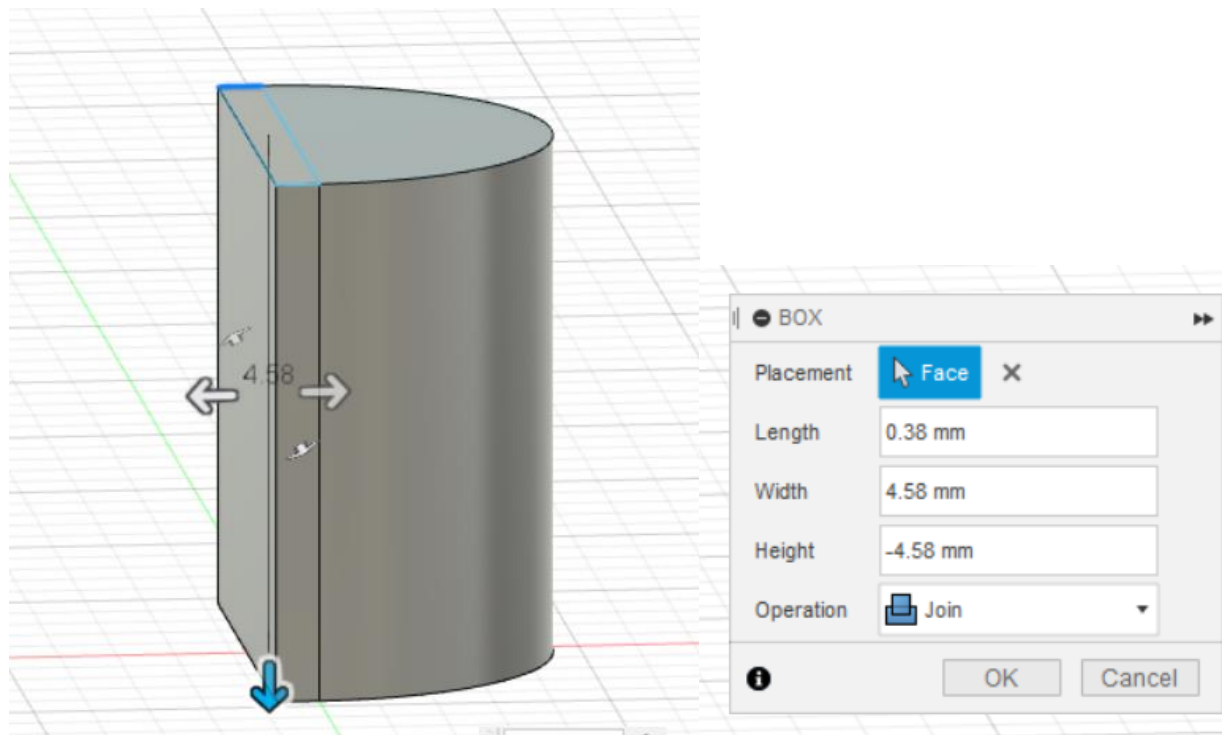 4.58
BOX
Placement Face
Length 0.38 mm
Width 4.58 mm
Height -4.58 mm
Operation Join
OK Cancel